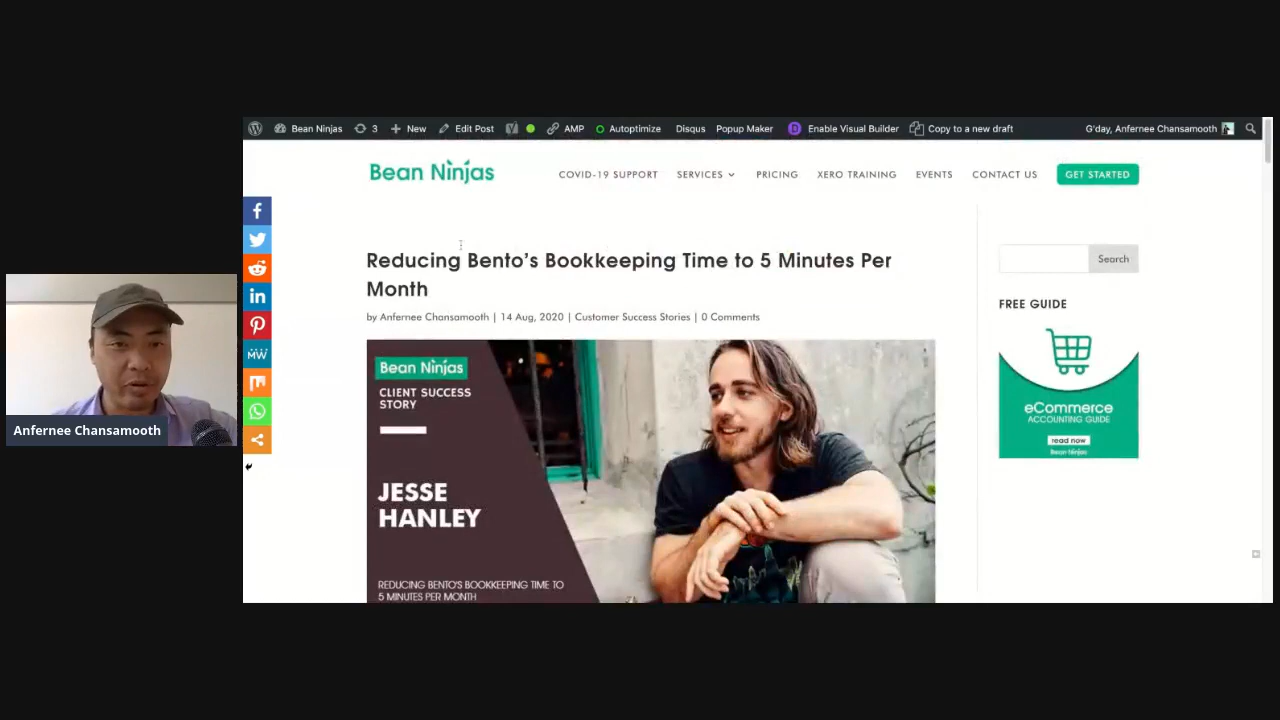 Bean Ninjas 3 New Edit Post AMP Autoptimize Disqus Popup Maker Enable Visual Builder Copy to a new draft G'day, Anfernee Chansamooth
Bean Ninjas COVID-19 SUPPORT SERVICES PRICING XERO TRAINING EVENTS CONTACT US GET STARTED
Reducing Bento's Bookkeeping Time to 5 Minutes Per
Month
by Anfernee Chansamooth | 14 Aug, 2020 | Customer Success Stories | 0 Comments
Search
FREE GUIDE
eCommerce
ACCOUNTING GUIDE
read now
Bean Ninjas
Bean Ninjas
CLIENT SUCCESS
STORY
JESSE
HANLEY
REDUCING BENTO'S BOOKKEEPING TIME TO
5 MINUTES PER MONTH
MW
Anfernee Chansamooth